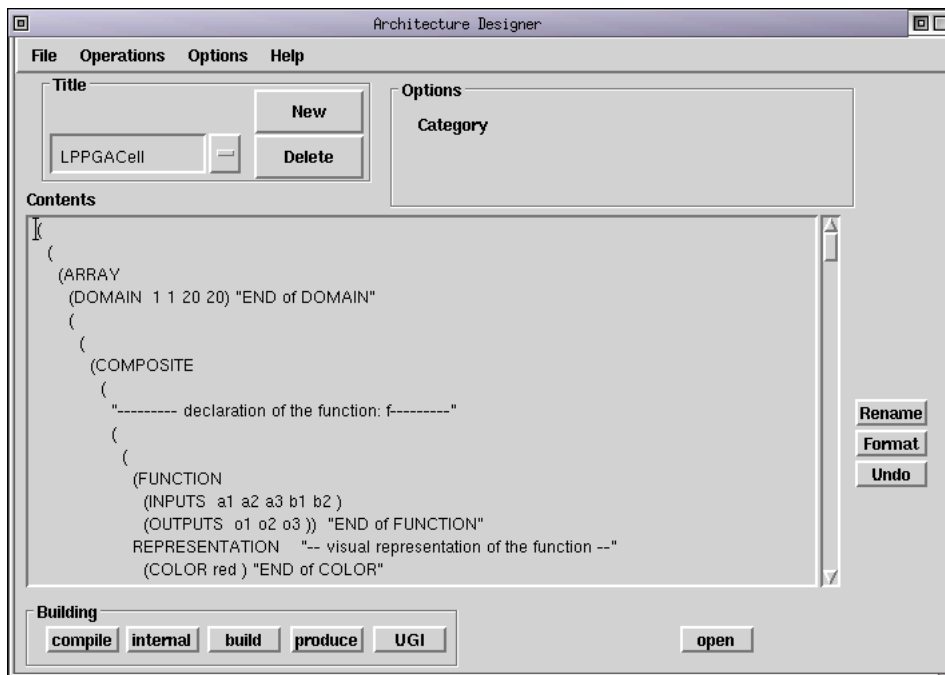 Architecture Designer
File Operations Options Help
Title
New
LPPGACell
Delete
Options
Category
Contents
(
(
(ARRAY
(DOMAIN 1 1 20 20) "END of DOMAIN"
(
(
(COMPOSITE
(
"--------- declaration of the function: f---------"
(
(
(FUNCTION
(INPUTS a1 a2 a3 b1 b2 )
(OUTPUTS o1 o2 o3 )) "END of FUNCTION"
REPRESENTATION "-- visual representation of the function --"
(COLOR red ) "END of COLOR"
Rename
Format
Undo
Building
compile internal build produce UGI
open